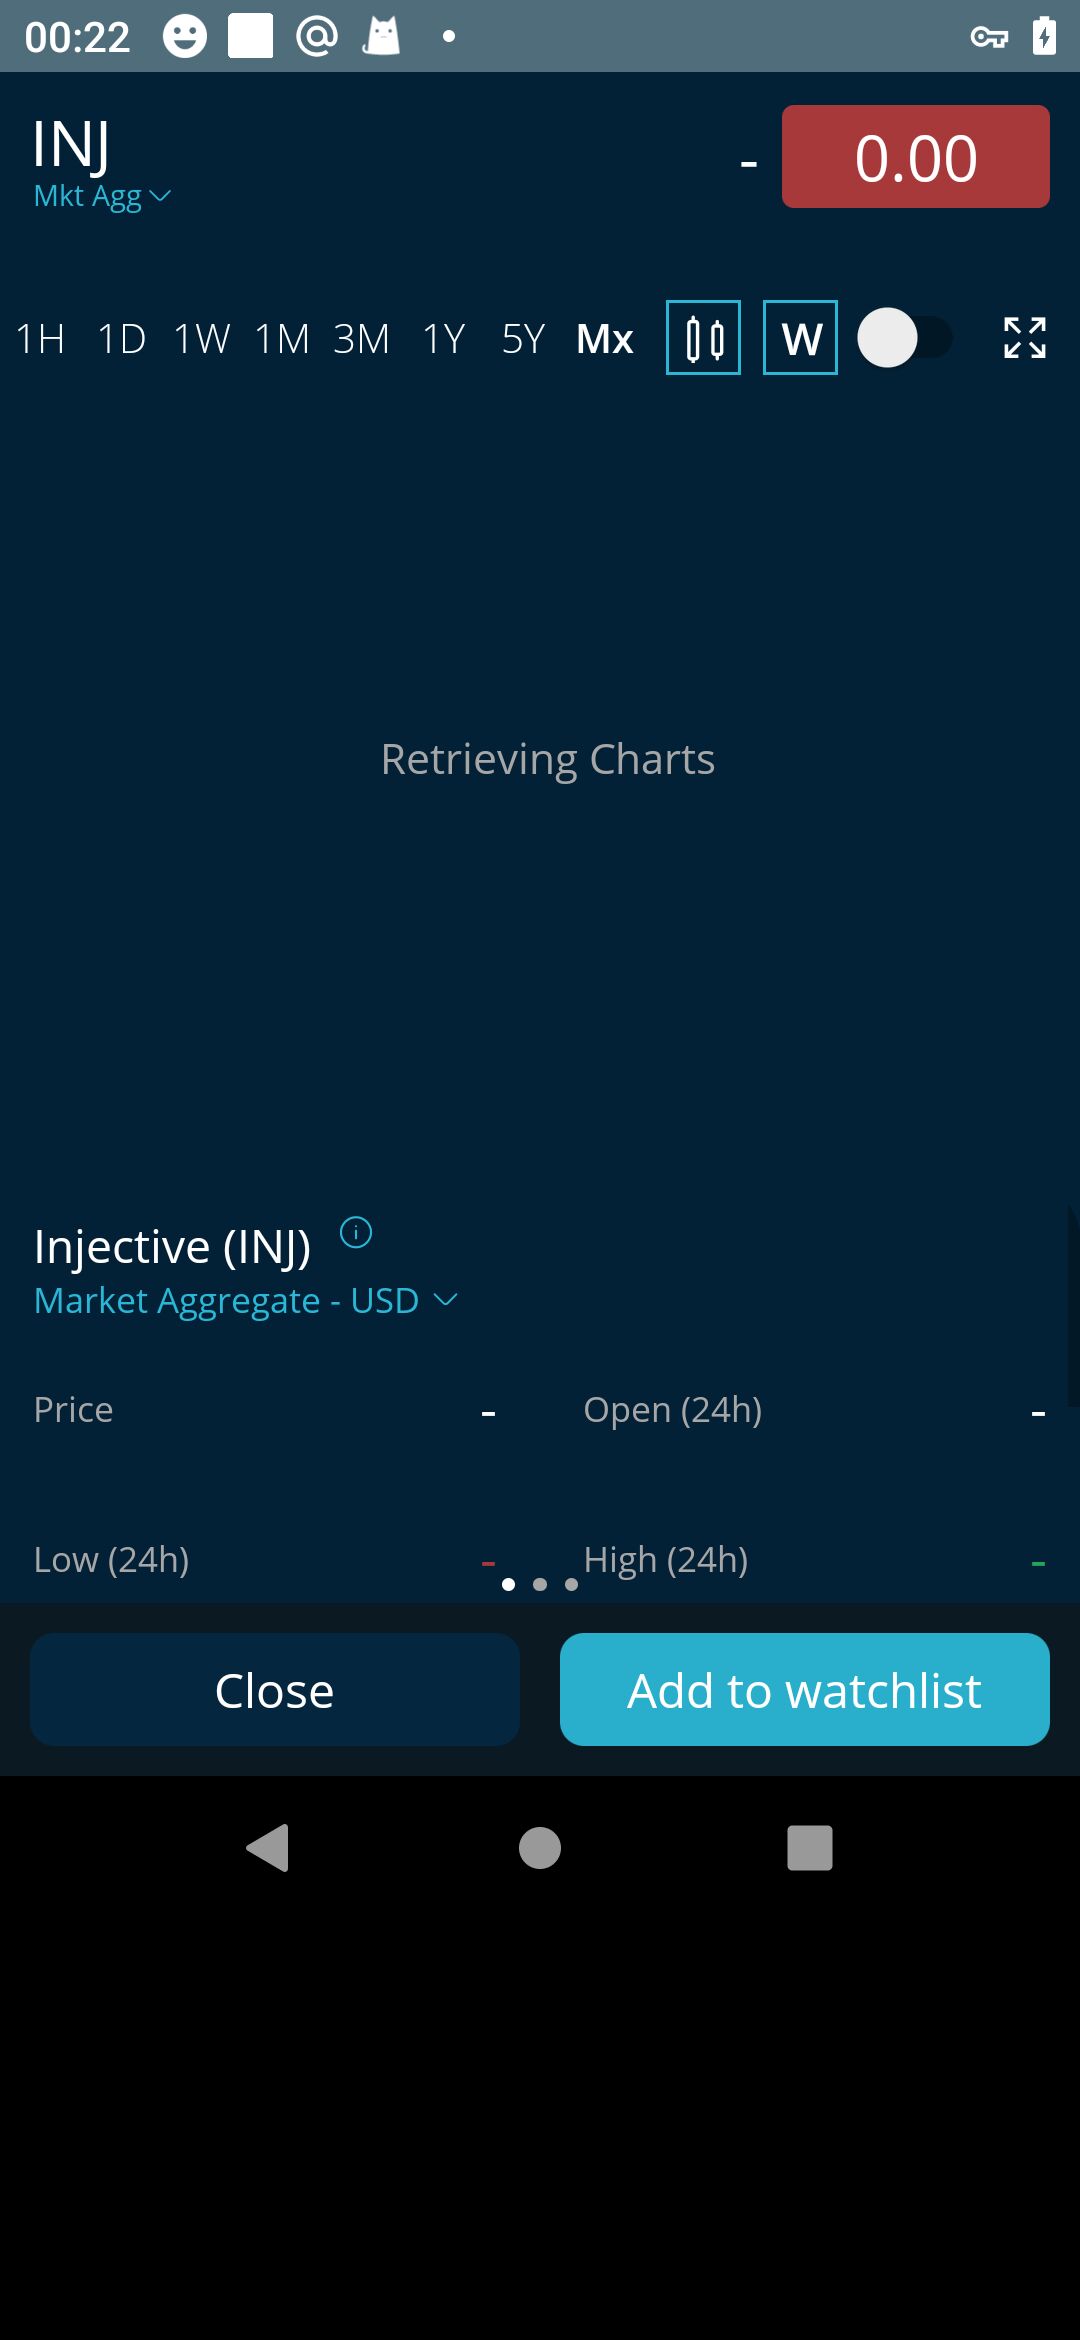 00:22
INJ
Mkt Agg
- 0.00
1H 1D 1W 1M 3M 1Y 5Y Mx W
Retrieving Charts
Injective (INJ)
Market Aggregate - USD
Price - Open (24h) -
Low (24h) - High (24h) -
Close Add to watchlist